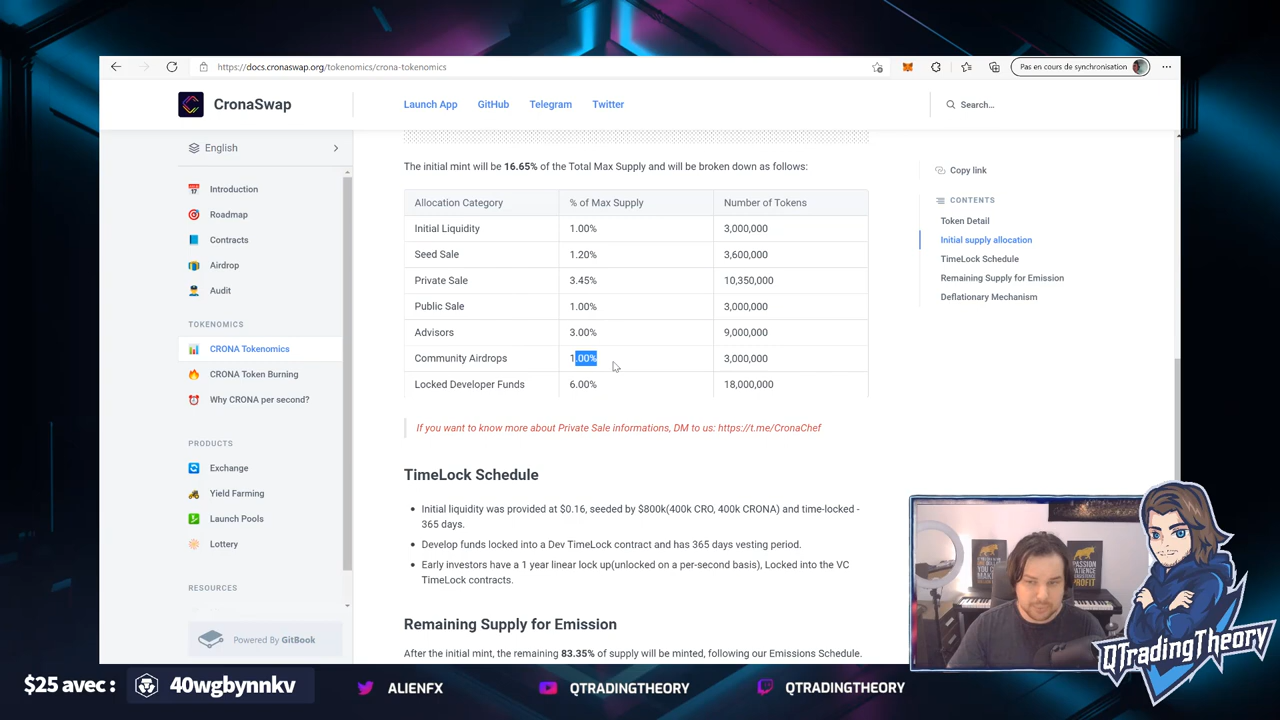 https://docs.cronaswap.org/tokenomics/crona-tokenomics
Pas en cours de synchronisation
CronaSwap
Launch App
GitHub
Telegram
Twitter
Search...
English
Introduction
Roadmap
Contracts
Airdrop
Audit
TOKENOMICS
CRONA Tokenomics
CRONA Token Burning
Why CRONA per second?
PRODUCTS
Exchange
Yield Farming
Launch Pools
Lottery
RESOURCES
Powered By GitBook
The initial mint will be 16.65% of the Total Max Supply and will be broken down as follows:
Allocation Category % of Max Supply Number of Tokens
Initial Liquidity 1.00% 3,000,000
Seed Sale 1.20% 3,600,000
Private Sale 3.45% 10,350,000
Public Sale 1.00% 3,000,000
Advisors 3.00% 9,000,000
Community Airdrops 1.00% 3,000,000
Locked Developer Funds 6.00% 18,000,000
If you want to know more about Private Sale informations, DM to us: https://t.me/CronaChef
TimeLock Schedule
Initial liquidity was provided at $0.16, seeded by $800k(400k CRO, 400k CRONA) and time-locked -
365 days.
Develop funds locked into a Dev TimeLock contract and has 365 days vesting period.
Early investors have a 1 year linear lock up(unlocked on a per-second basis), Locked into the VC
TimeLock contracts.
Remaining Supply for Emission
After the initial mint, the remaining 83.35% of supply will be minted, following our Emissions Schedule.
Copy link
CONTENTS
Token Detail
Initial supply allocation
TimeLock Schedule
Remaining Supply for Emission
Deflationary Mechanism
QTRADINGTHEORY
$25 avec :
40wgbynnkv
ALIENFX
QTRADINGTHEORY
QTRADINGTHEORY